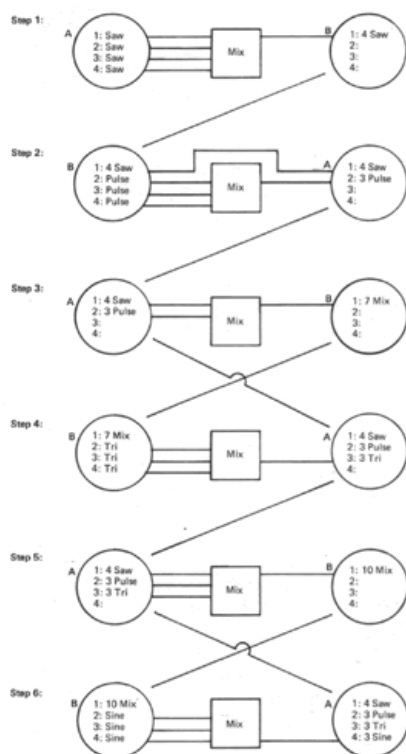 Step 1:
A
1: Saw
2: Saw
3: Saw
4: Saw
Mix
B
1: 4 Saw
2:
3:
4:
Step 2:
B
1: 4 Saw
2: Pulse
3: Pulse
4: Pulse
Mix
A
1: 4 Saw
2: 3 Pulse
3:
4:
Step 3:
A
1: 4 Saw
2: 3 Pulse
3:
4:
Mix
B
1: 7 Mix
2:
3:
4:
Step 4:
B
1: 7 Mix
2: Tri
3: Tri
4: Tri
Mix
A
1: 4 Saw
2: 3 Pulse
3: 3 Tri
4:
Step 5:
A
1: 4 Saw
2: 3 Pulse
3: 3 Tri
4:
Mix
B
1: 10 Mix
2:
3:
4:
Step 6:
B
1: 10 Mix
2: Sine
3: Sine
4: Sine
Mix
A
1: 4 Saw
2: 3 Pulse
3: 3 Tri
4: 3 Sine